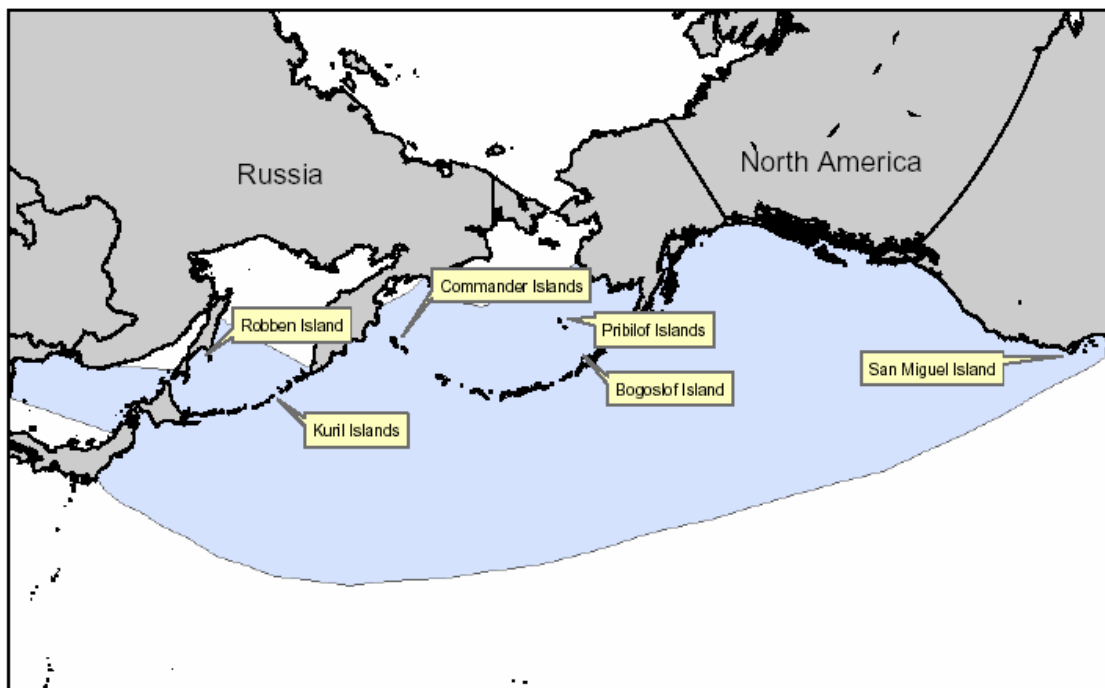 Russia
North America
Commander Islands
Robben Island
Pribilof Islands
San Miguel Island
Bogoslof Island
Kuril Islands